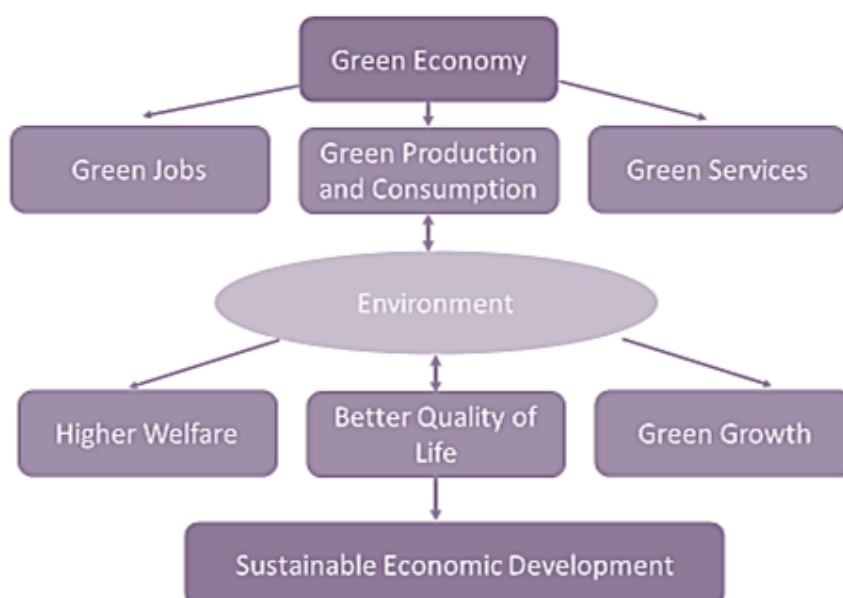 Green Economy
Green Jobs
Green Production
and Consumption
Green Services
Environment
Higher Welfare
Better Quality of
Life
Green Growth
Sustainable Economic Development